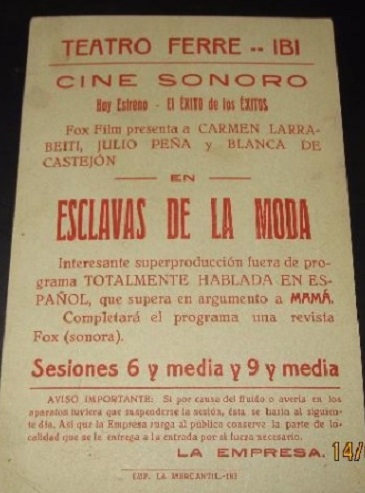 TEATRO FERRE -- IBI
CINE SONORO
Hoy Estreno - El ÉXITO de los ÉXITOS
Fox Film presenta a CARMEN LARRA-
BEITI, JULIO PEÑA y BLANCA DE
CASTEJÓN
— EN —
ESCLAVAS DE LA MODA
Interesante superproducción fuera de pro-
grama TOTALMENTE HABLADA EN ES-
PAÑOL, que supera en argumento a MAMÁ.
Completará el programa una revista
Fox (sonora).
Sesiones 6 y media y 9 y media
AVISO IMPORTANTE: Si por causa del fluido o avería en los
aparatos tuviera que suspenderse la sesión, ésta se haría al siguien-
te día. Así que la Empresa ruega al público conserve la parte de lo-
calidad que se le entrega a la entrada por si fuera necesario.
LA EMPRESA.
IMP. LA MERCANTIL-IBI
14/